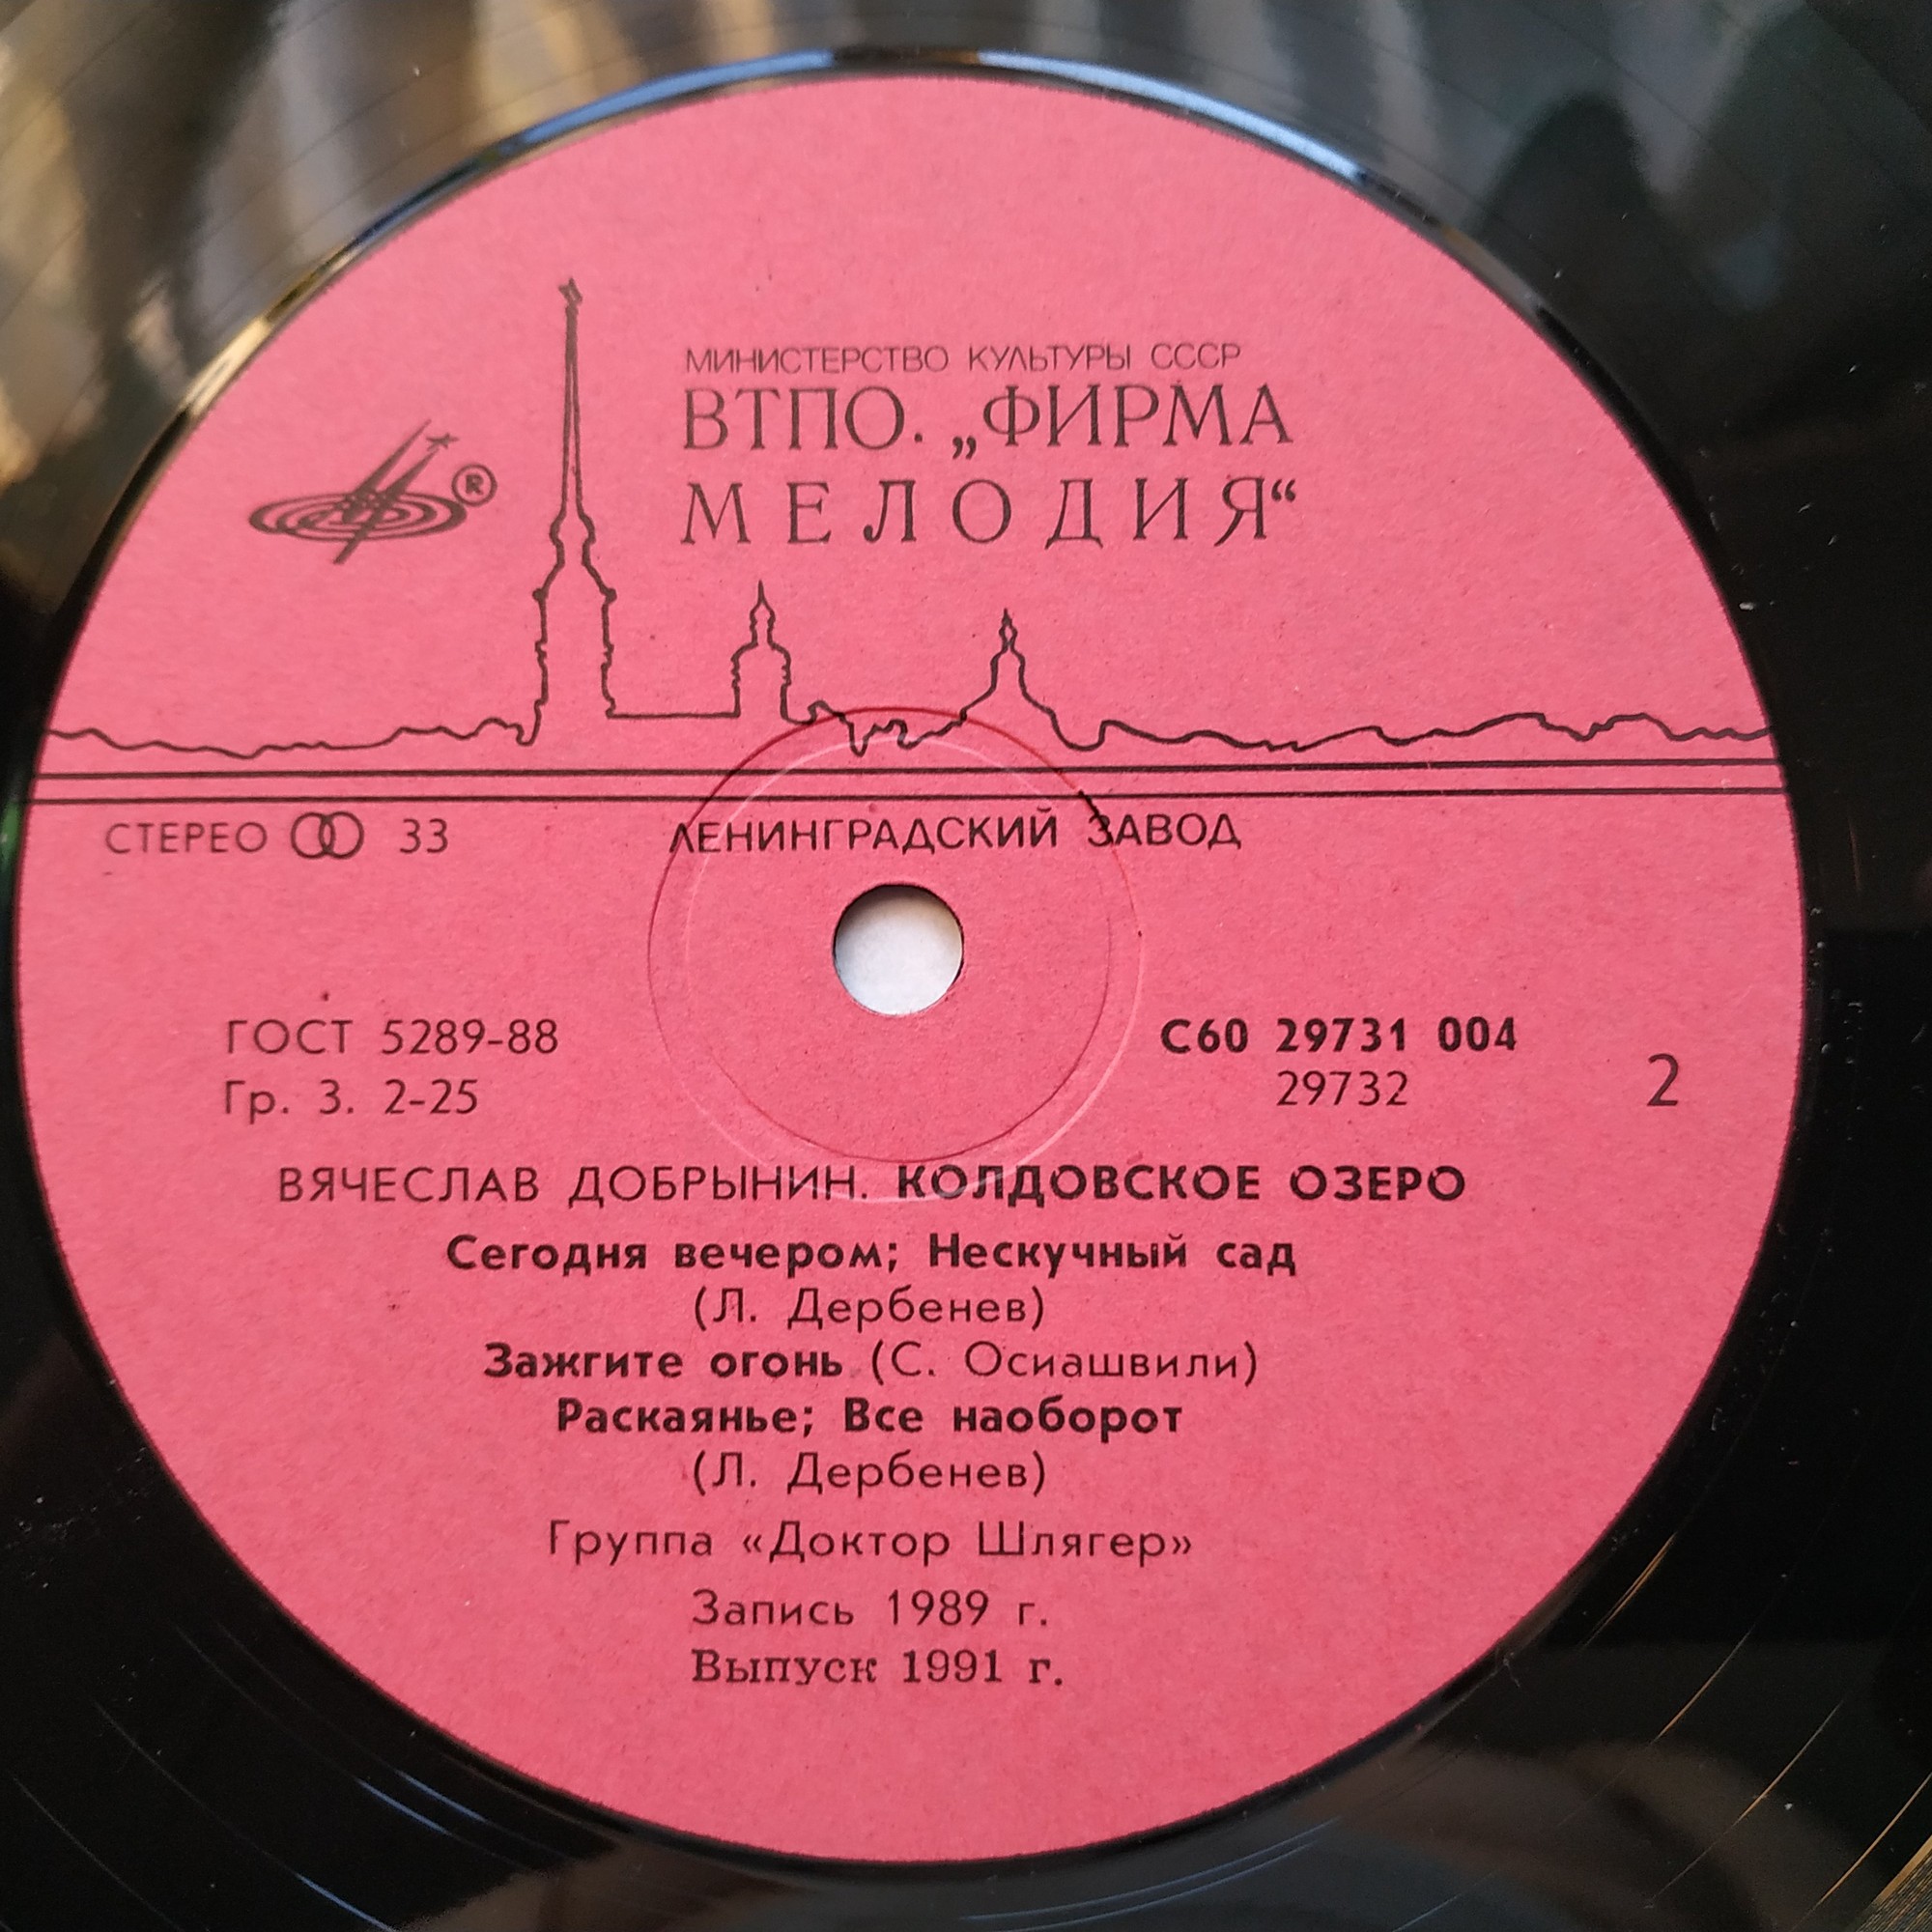 МИНИСТЕРСТВО КУЛЬТУРЫ СССР
ВТПО. „ФИРМА
МЕЛОДИЯ“
®
СТЕРЕО 33
ЛЕНИНГРАДСКИЙ ЗАВОД
ГОСТ 5289-88
Гр. 3. 2-25
С60 29731 004
29732
2
ВЯЧЕСЛАВ ДОБРЫНИН. КОЛДОВСКОЕ ОЗЕРО
Сегодня вечером; Нескучный сад
(Л. Дербенев)
Зажгите огонь (С. Осиашвили)
Раскаянье; Все наоборот
(Л. Дербенев)
Группа «Доктор Шлягер»
Запись 1989 г.
Выпуск 1991 г.